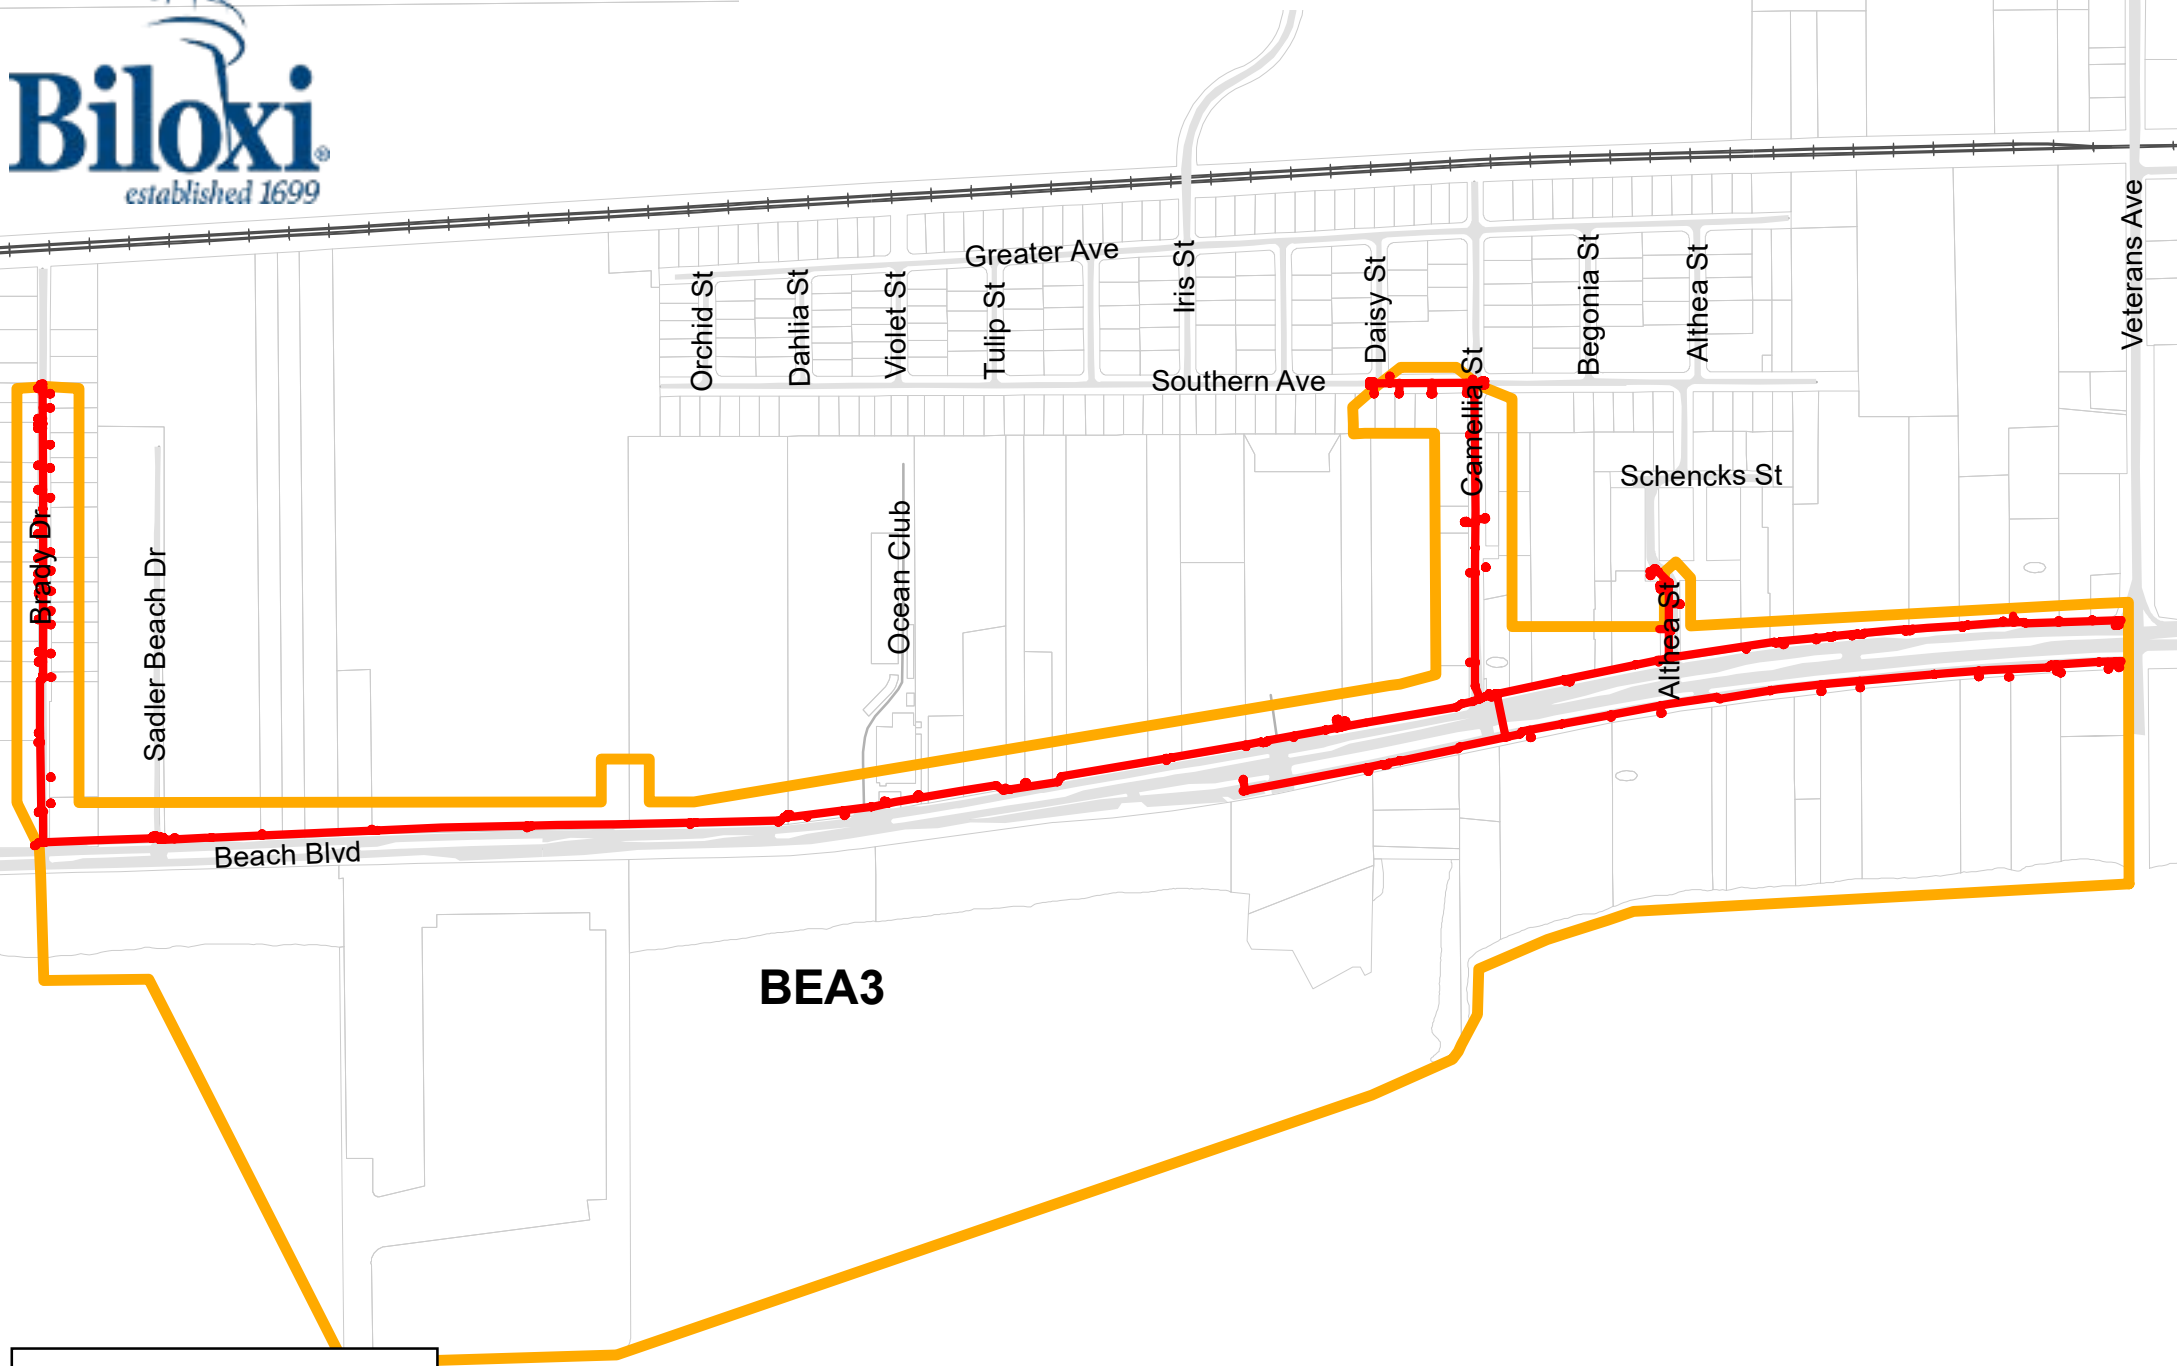 Biloxi®
established 1699
Greater Ave
Orchid St
Dahlia St
Violet St
Tulip St
Iris St
Daisy St
Camellia St
Begonia St
Althea St
Veterans Ave
Southern Ave
Schencks St
Brady Dr
Sadler Beach Dr
Ocean Club
Althea St
Beach Blvd
BEA3